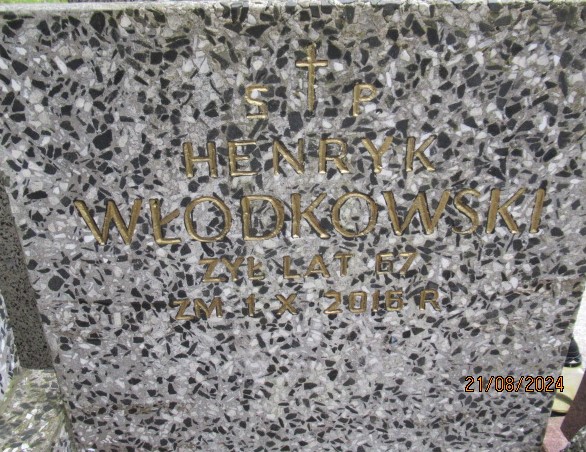 S P
HENRYK
WŁODKOWSKI
ŻYŁ LAT 67
ZM 1 X 2016 R
21/08/2024